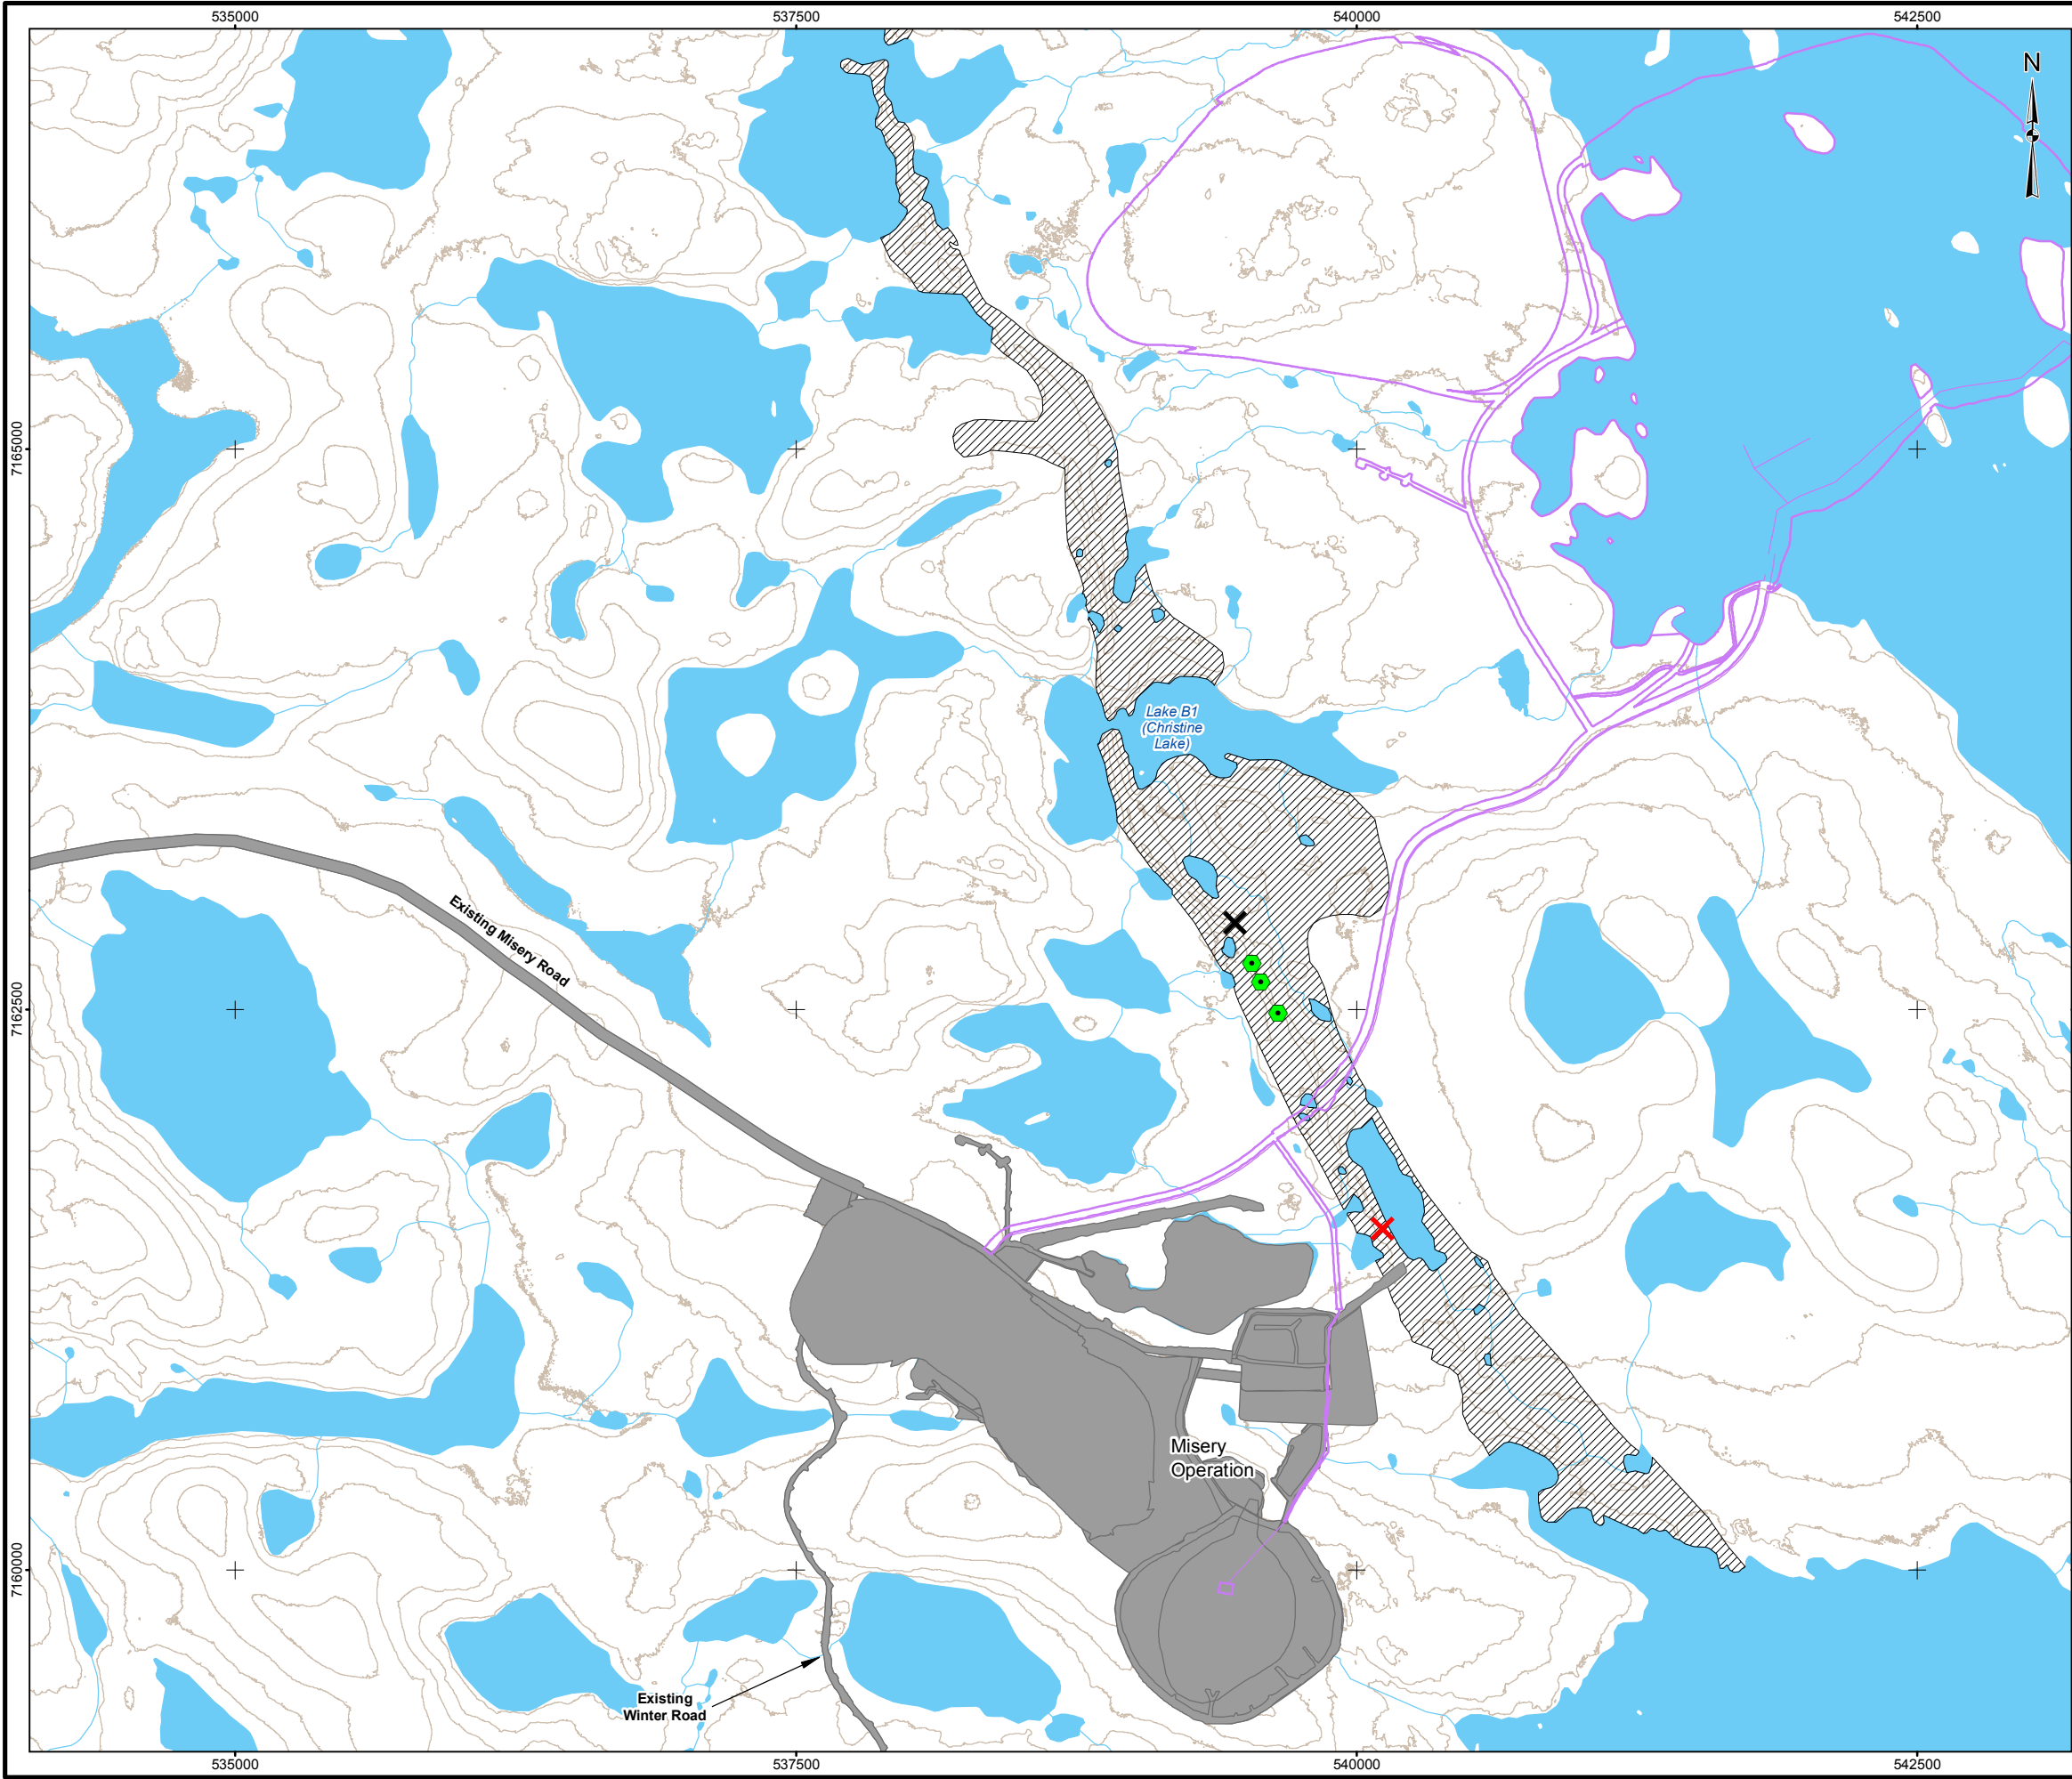 535000
537500
540000
542500
N
7165000
Lake B1
(Christine
Lake)
Existing Misery Road
7162500
Misery
Operation
7160000
Existing
Winter Road
535000
537500
540000
542500